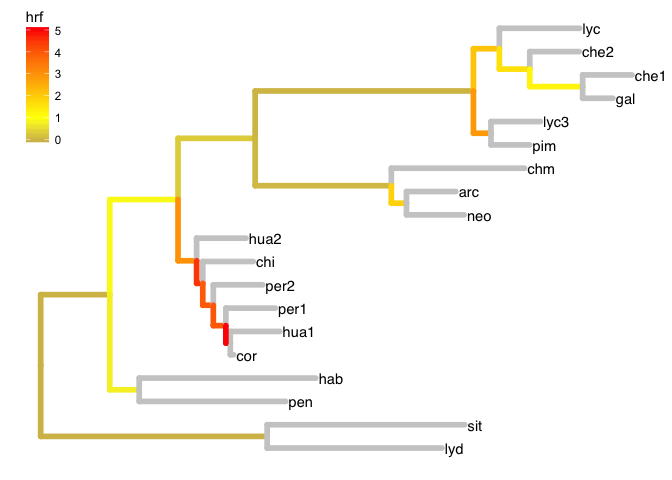 hrf
5
4
3
2
1
0
lyc
che2
che1
gal
lyc3
pim
chm
arc
neo
hua2
chi
per2
per1
hua1
cor
hab
pen
sit
lyd